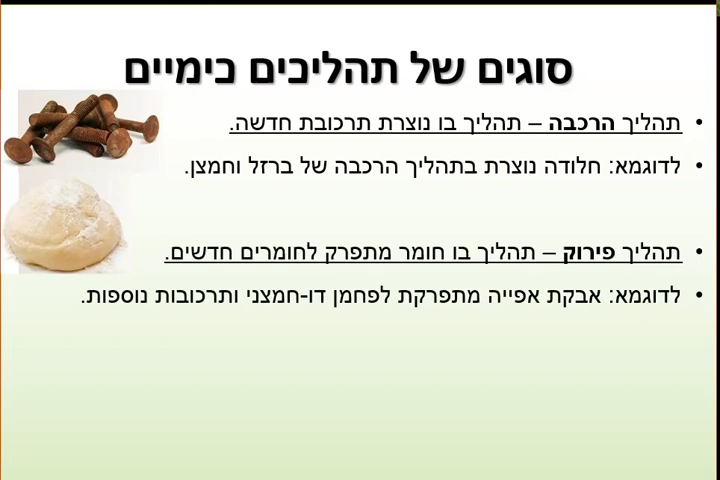 סוגים של תהליכים כימיים
• תהליך הרכבה – תהליך בו נוצרת תרכובת חדשה.
• לדוגמא: חלודה נוצרת בתהליך הרכבה של ברזל וחמצן.
• תהליך פירוק – תהליך בו חומר מתפרק לחומרים חדשים.
• לדוגמא: אבקת אפייה מתפרקת לפחמן דו-חמצני ותרכובות נוספות.